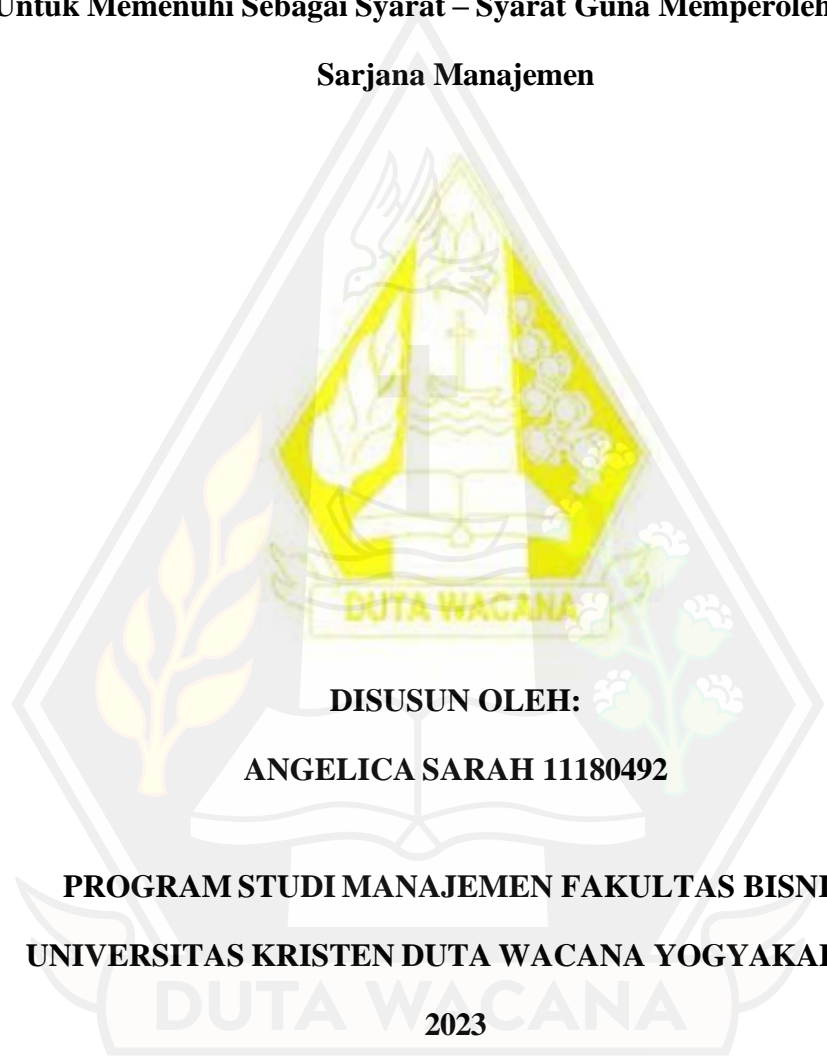 Untuk Memenuhi Sebagai Syarat – Syarat Guna Memperoleh
Sarjana Manajemen
DUTA WACANA
DISUSUN OLEH:
ANGELICA SARAH 11180492
PROGRAM STUDI MANAJEMEN FAKULTAS BISNI
UNIVERSITAS KRISTEN DUTA WACANA YOGYAKA
DUTA WACANA
2023